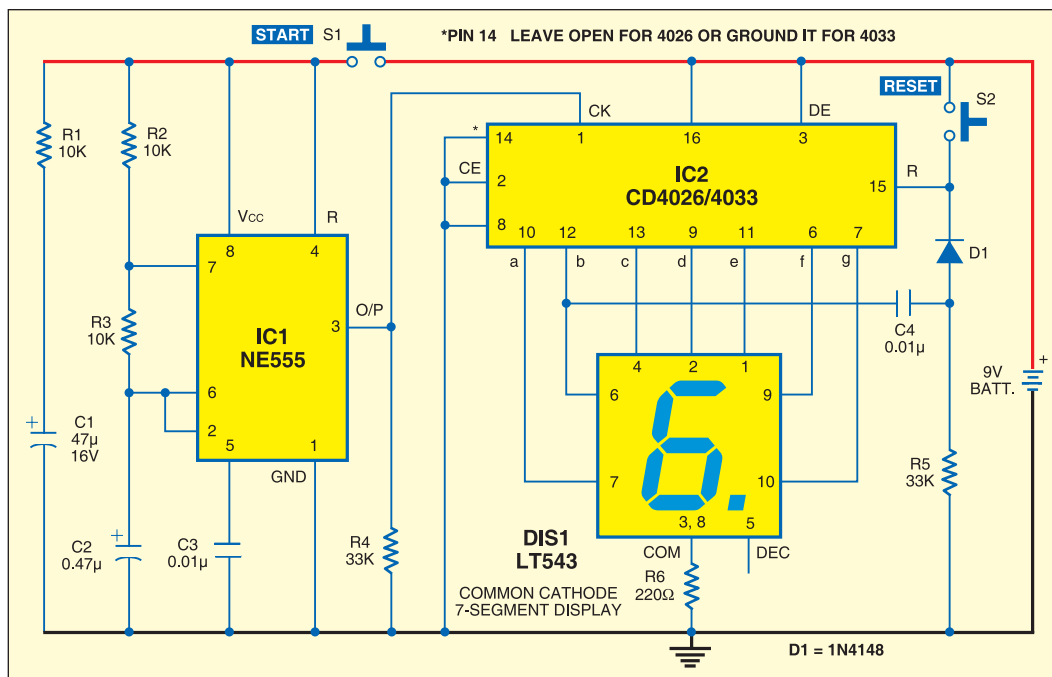 START S1
*PIN 14 LEAVE OPEN FOR 4026 OR GROUND IT FOR 4033
RESET
S2
R1
10K
R2
10K
CK
DE
*
14
1
16
3
CE
2
IC2
CD4026/4033
15
R
8
10
12
13
9
11
6
7
a
b
c
d
e
f
g
VCC
R
8
4
7
R3
10K
O/P
3
IC1
NE555
6
2
5
1
GND
D1
C4
0.01µ
4
2
1
6
9
7
10
3, 8
5
6.
+
9V
BATT.
+
C1
47µ
16V
+
C2
0.47µ
C3
0.01µ
R4
33K
DIS1
LT543
COMMON CATHODE
7-SEGMENT DISPLAY
COM
DEC
R6
220Ω
R5
33K
D1 = 1N4148